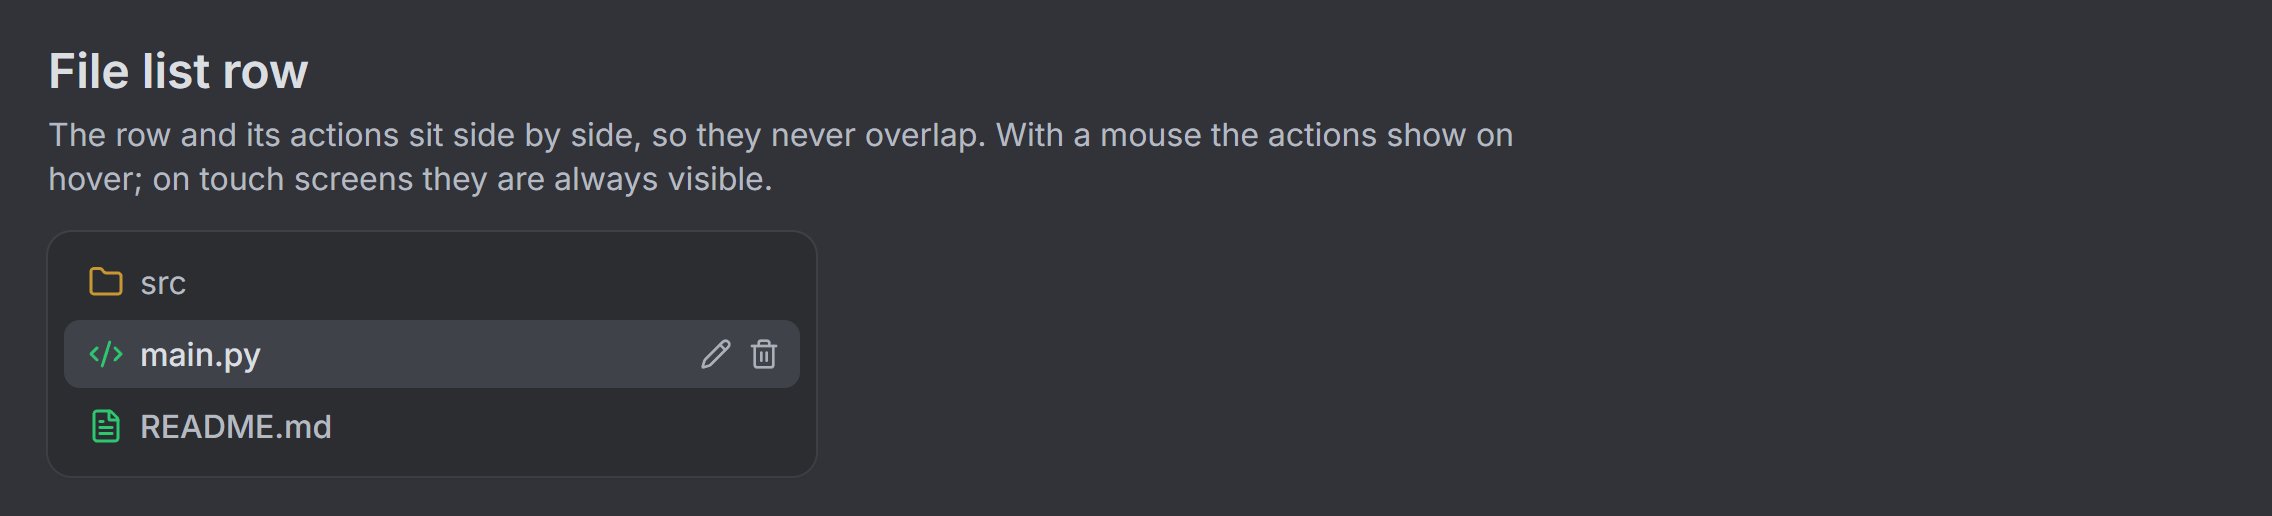 File list row
The row and its actions sit side by side, so they never overlap. With a mouse the actions show on
hover; on touch screens they are always visible.
src
main.py
README.md